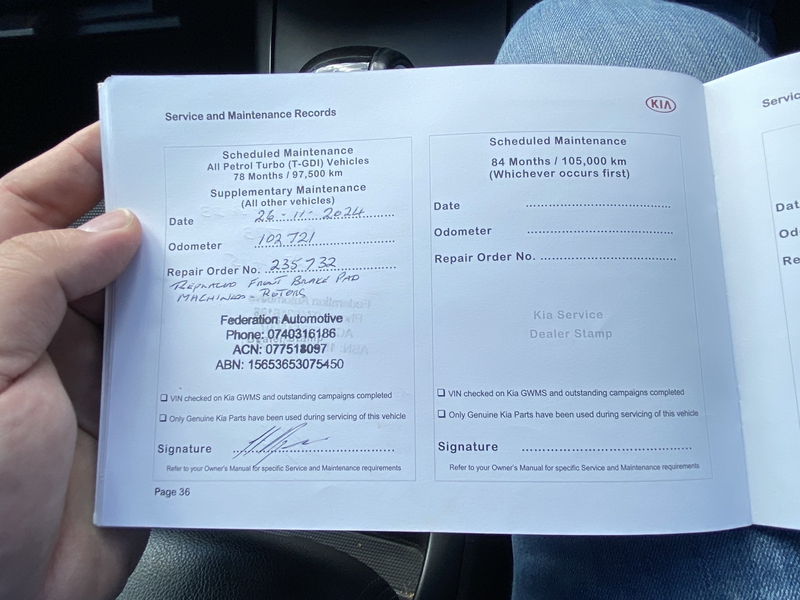 Service and Maintenance Records
KIA
Scheduled Maintenance
All Petrol Turbo (T-GDI) Vehicles
78 Months / 97,500 km
Supplementary Maintenance
(All other vehicles)
Date 26-11-2024
Odometer 102721
Repair Order No. 235732
REPLACED FRONT BRAKE PAD
MACHINED ROTORS
Federation Automotive
Phone: 0740316186
ACN: 077518097
ABN: 15653653075450
❑ VIN checked on Kia GWMS and outstanding campaigns completed
❑ Only Genuine Kia Parts have been used during servicing of this vehicle
Signature
Refer to your Owner's Manual for specific Service and Maintenance requirements
Page 36
Scheduled Maintenance
84 Months / 105,000 km
(Whichever occurs first)
Date
Odometer
Repair Order No.
Kia Service
Dealer Stamp
❑ VIN checked on Kia GWMS and outstanding campaigns completed
❑ Only Genuine Kia Parts have been used during servicing of this vehicle
Signature
Refer to your Owner's Manual for specific Service and Maintenance requirements
Servic
Dat
Od
Re